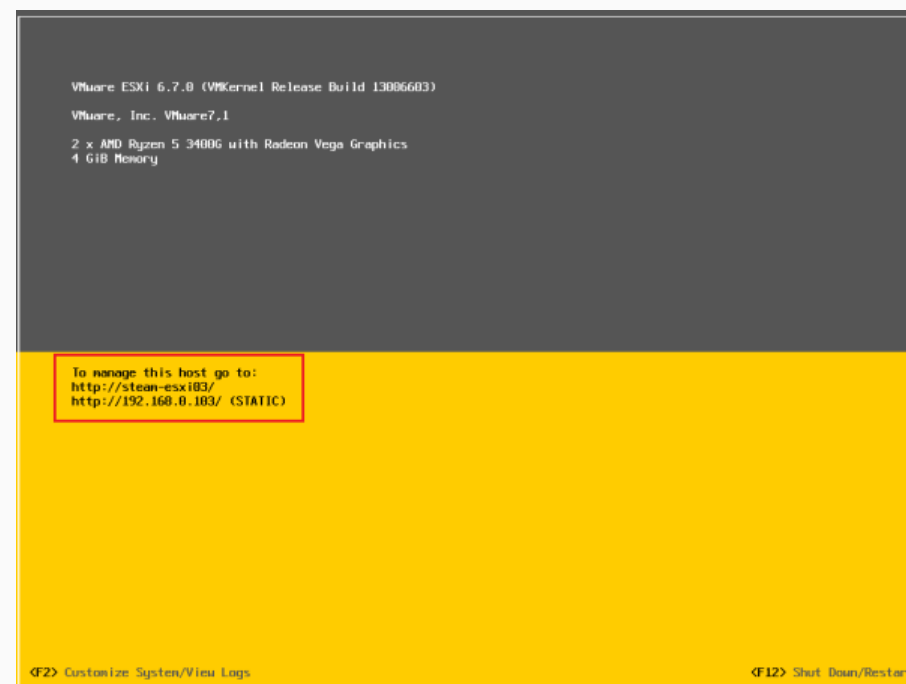 VMware ESXi 6.7.0 (VMKernel Release Build 13006603)
VMware, Inc. VMware7,1
2 x AMD Ryzen 5 3400G with Radeon Vega Graphics
4 GiB Memory
To manage this host go to:
http://steam-esxi03/
http://192.168.0.103/ (STATIC)
<F2> Customize System/View Logs
<F12> Shut Down/Restar